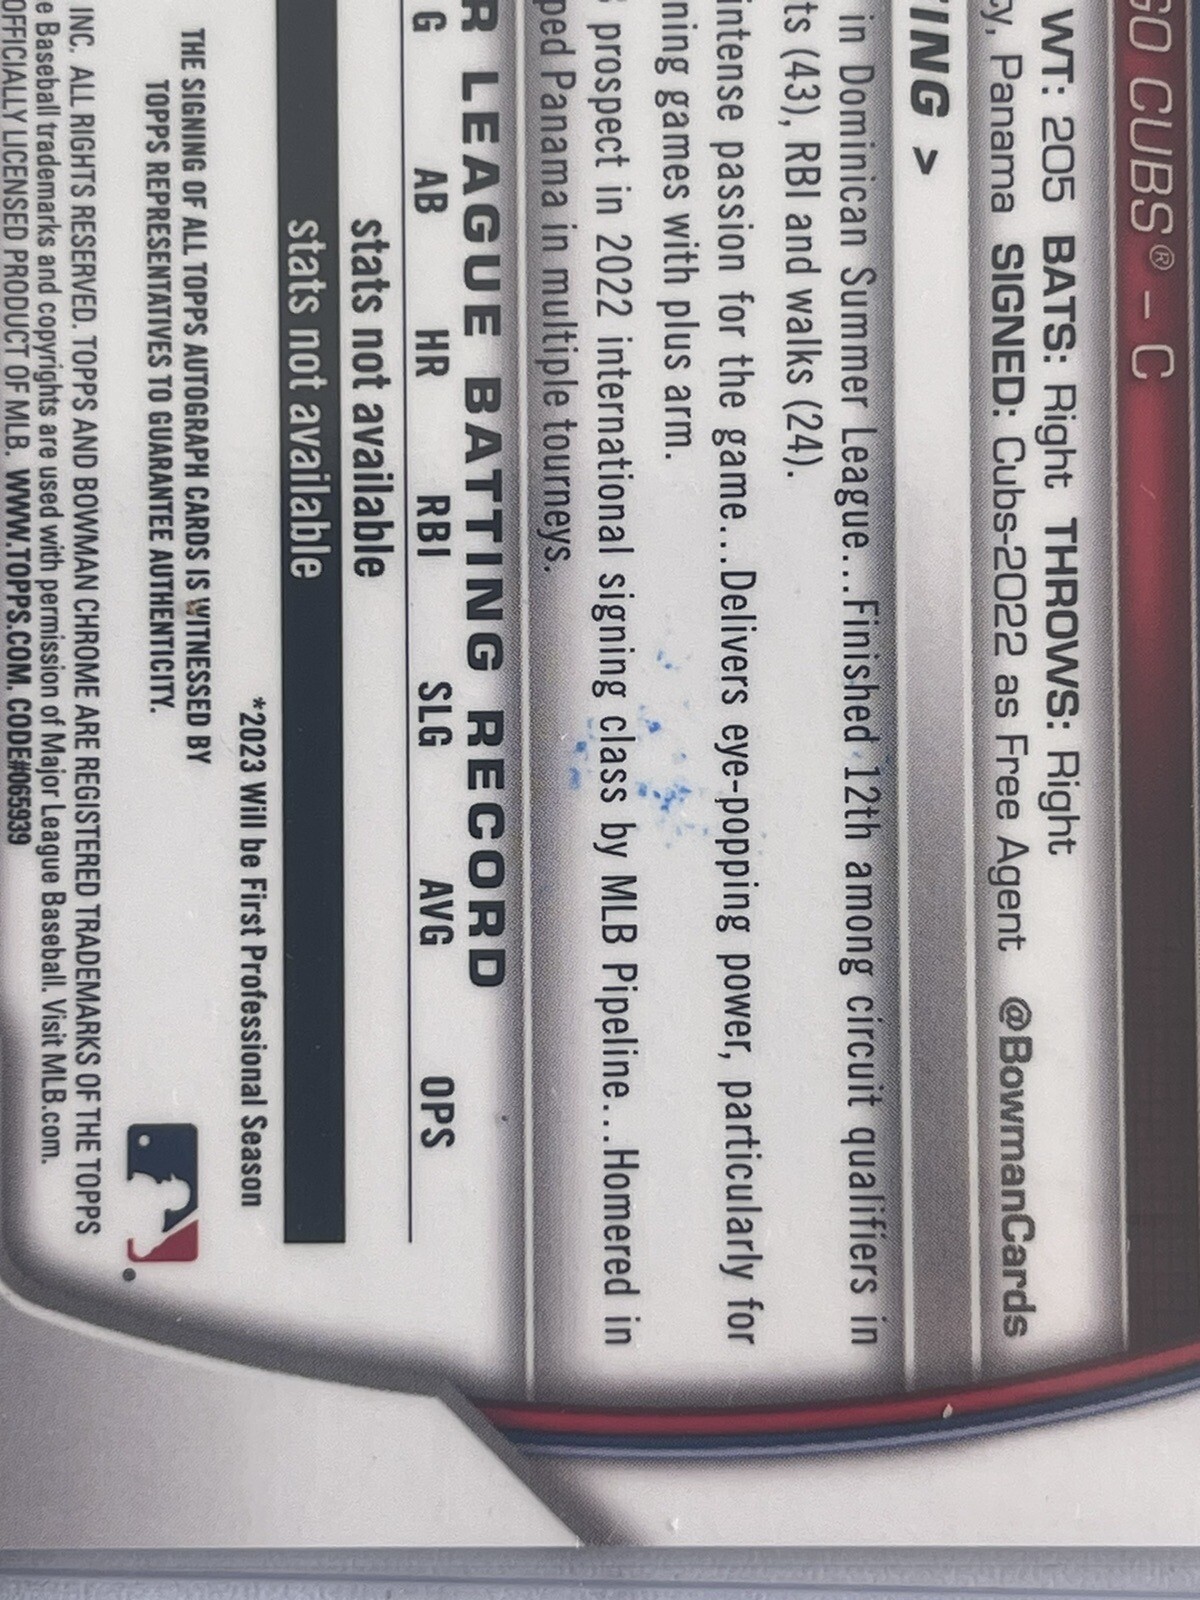 GO CUBS® - C
WT: 205 BATS: Right THROWS: Right
Panama SIGNED: Cubs-2022 as Free Agent @BowmanCards
ING >
in Dominican Summer League...Finished 12th among circuit qualifiers in
ts (43), RBI and walks (24).
intense passion for the game...Delivers eye-popping power, particularly for
ning games with plus arm.
prospect in 2022 international signing class by MLB Pipeline...Homered in
ped Panama in multiple tourneys.
R LEAGUE BATTING RECORD
G AB HR RBI SLG AVG OPS
stats not available
stats not available
*2023 Will be First Professional Season
THE SIGNING OF ALL TOPPS AUTOGRAPH CARDS IS WITNESSED BY
TOPPS REPRESENTATIVES TO GUARANTEE AUTHENTICITY.
INC. ALL RIGHTS RESERVED. TOPPS AND BOWMAN CHROME ARE REGISTERED TRADEMARKS OF THE TOPPS
e Baseball trademarks and copyrights are used with permission of Major League Baseball. Visit MLB.com.
OFFICIALLY LICENSED PRODUCT OF MLB. WWW.TOPPS.COM. CODE#065939